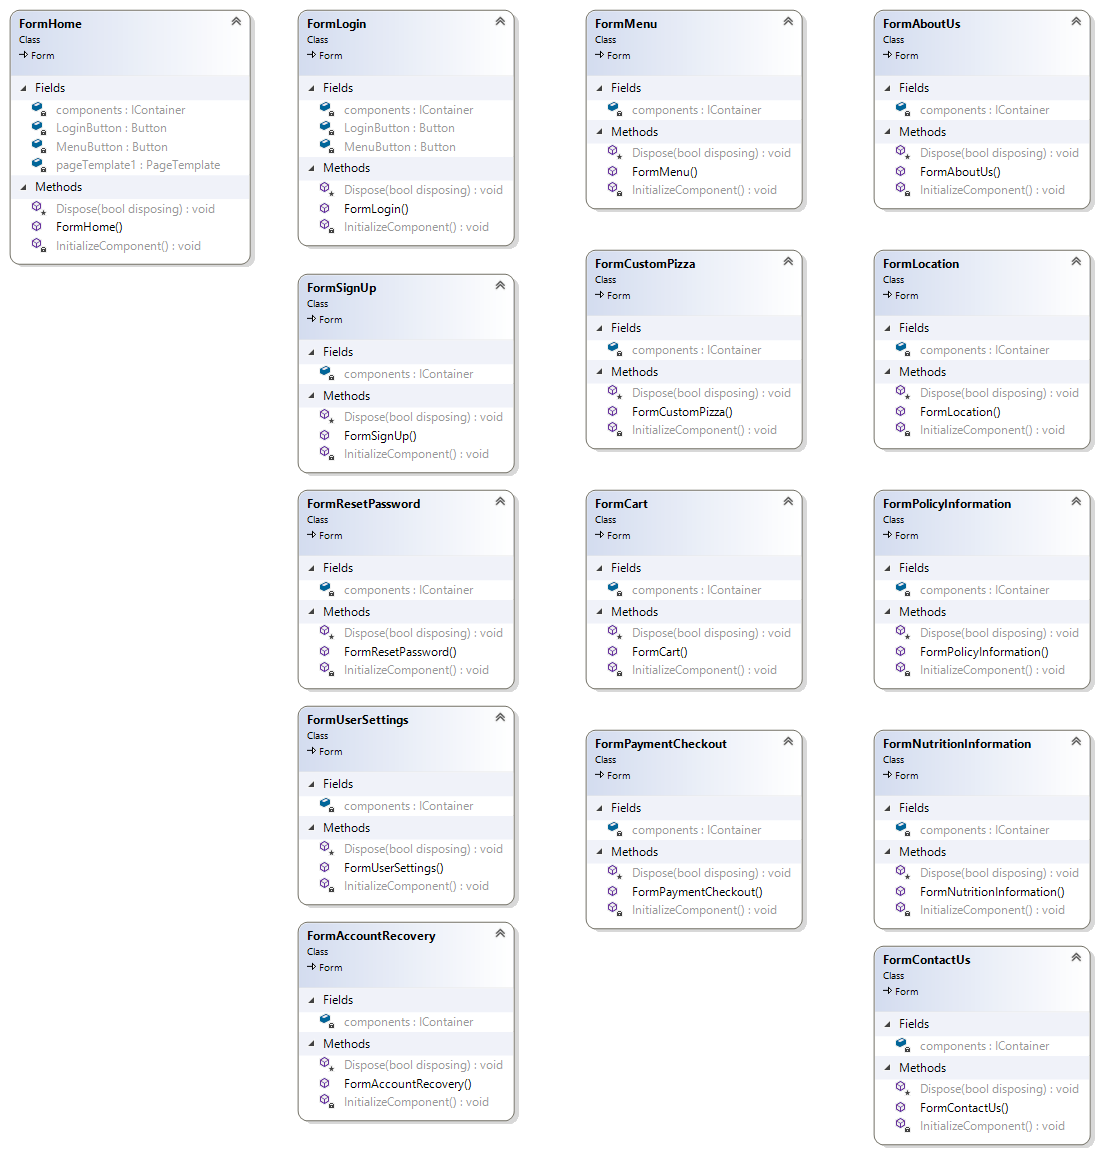 FormHome
Class
Form
Fields
components : IContainer
LoginButton : Button
MenuButton : Button
pageTemplate1 : PageTemplate
Methods
Dispose(bool disposing) : void
FormHome()
InitializeComponent() : void
FormLogin
Class
Form
Fields
components : IContainer
LoginButton : Button
MenuButton : Button
Methods
Dispose(bool disposing) : void
FormLogin()
InitializeComponent() : void
FormSignUp
Class
Form
Fields
components : IContainer
Methods
Dispose(bool disposing) : void
FormSignUp()
InitializeComponent() : void
FormResetPassword
Class
Form
Fields
components : IContainer
Methods
Dispose(bool disposing) : void
FormResetPassword()
InitializeComponent() : void
FormUserSettings
Class
Form
Fields
components : IContainer
Methods
Dispose(bool disposing) : void
FormUserSettings()
InitializeComponent() : void
FormAccountRecovery
Class
Form
Fields
components : IContainer
Methods
Dispose(bool disposing) : void
FormAccountRecovery()
InitializeComponent() : void
FormMenu
Class
Form
Fields
components : IContainer
Methods
Dispose(bool disposing) : void
FormMenu()
InitializeComponent() : void
FormCustomPizza
Class
Form
Fields
components : IContainer
Methods
Dispose(bool disposing) : void
FormCustomPizza()
InitializeComponent() : void
FormCart
Class
Form
Fields
components : IContainer
Methods
Dispose(bool disposing) : void
FormCart()
InitializeComponent() : void
FormPaymentCheckout
Class
Form
Fields
components : IContainer
Methods
Dispose(bool disposing) : void
FormPaymentCheckout()
InitializeComponent() : void
FormAboutUs
Class
Form
Fields
components : IContainer
Methods
Dispose(bool disposing) : void
FormAboutUs()
InitializeComponent() : void
FormLocation
Class
Form
Fields
components : IContainer
Methods
Dispose(bool disposing) : void
FormLocation()
InitializeComponent() : void
FormPolicyInformation
Class
Form
Fields
components : IContainer
Methods
Dispose(bool disposing) : void
FormPolicyInformation()
InitializeComponent() : void
FormNutritionInformation
Class
Form
Fields
components : IContainer
Methods
Dispose(bool disposing) : void
FormNutritionInformation()
InitializeComponent() : void
FormContactUs
Class
Form
Fields
components : IContainer
Methods
Dispose(bool disposing) : void
FormContactUs()
InitializeComponent() : void